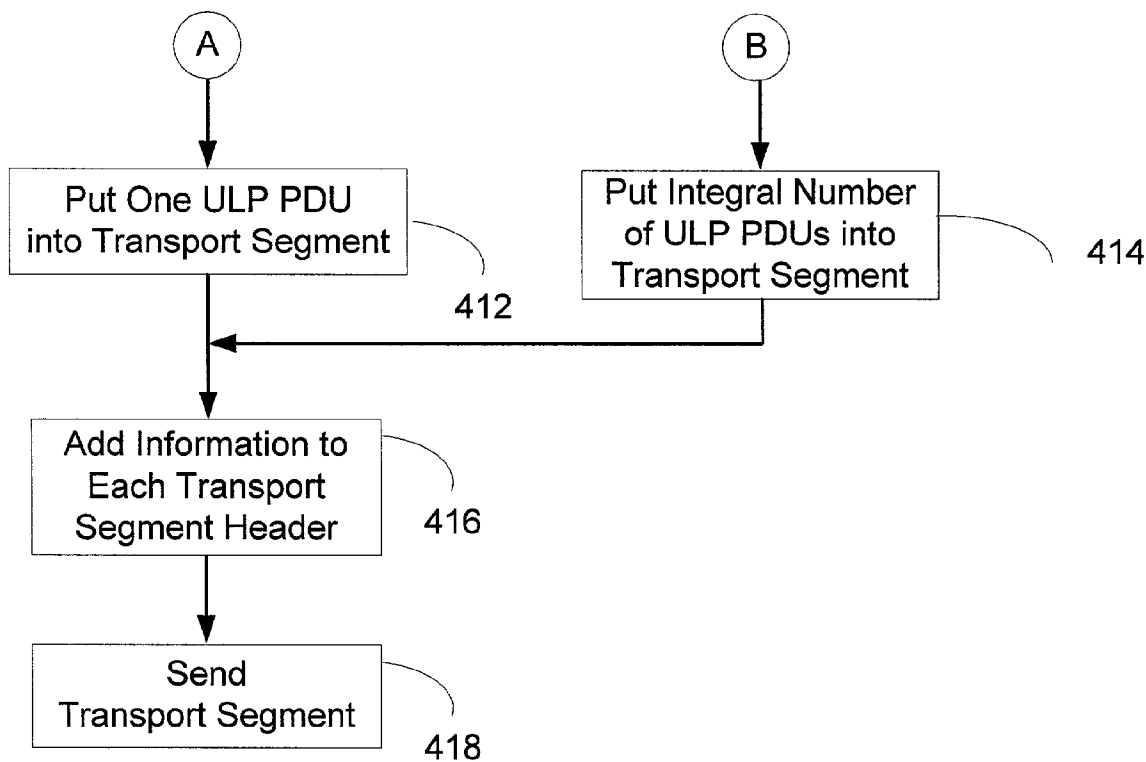 A
B
Put One ULP PDU
into Transport Segment
412
Put Integral Number
of ULP PDUs into
Transport Segment
414
Add Information to
Each Transport
Segment Header
416
Send
Transport Segment
418